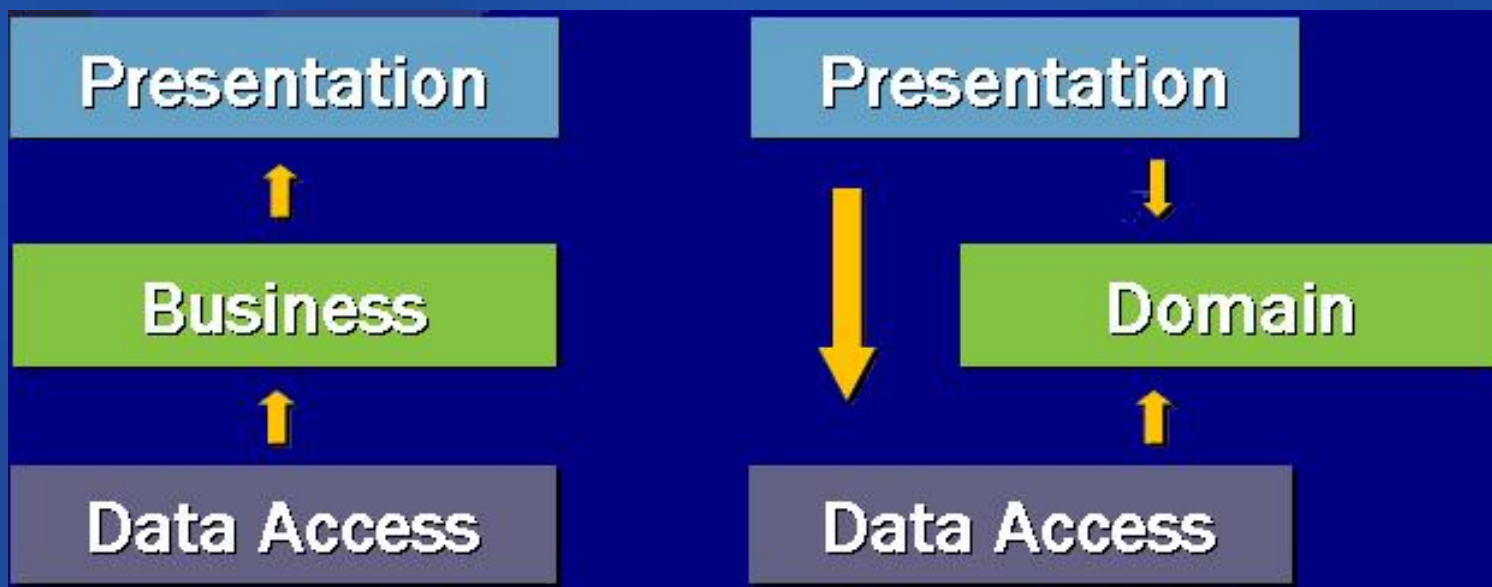 Presentation
Business
Data Access
Presentation
Domain
Data Access